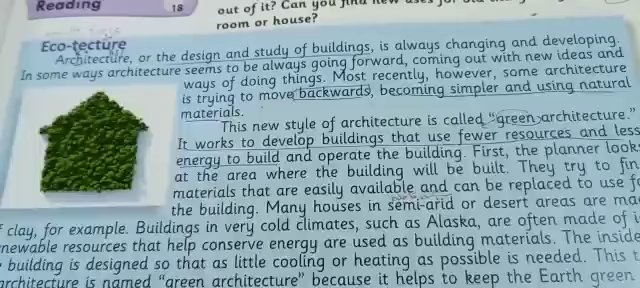 Reading
18
out of it? Can you find new uses for
room or house?
Eco-tecture
Architecture, or the design and study of buildings, is always changing and developing.
In some ways architecture seems to be always going forward, coming out with new ideas and
ways of doing things. Most recently, however, some architecture
is trying to move backwards, becoming simpler and using natural
materials.
This new style of architecture is called "green architecture."
It works to develop buildings that use fewer resources and less
energy to build and operate the building. First, the planner look
at the area where the building will be built. They try to fin
materials that are easily available and can be replaced to use f
the building. Many houses in semi-arid or desert areas are ma
clay, for example. Buildings in very cold climates, such as Alaska, are often made of i
newable resources that help conserve energy are used as building materials. The inside
building is designed so that as little cooling or heating as possible is needed. This t
architecture is named "green architecture" because it helps to keep the Earth green